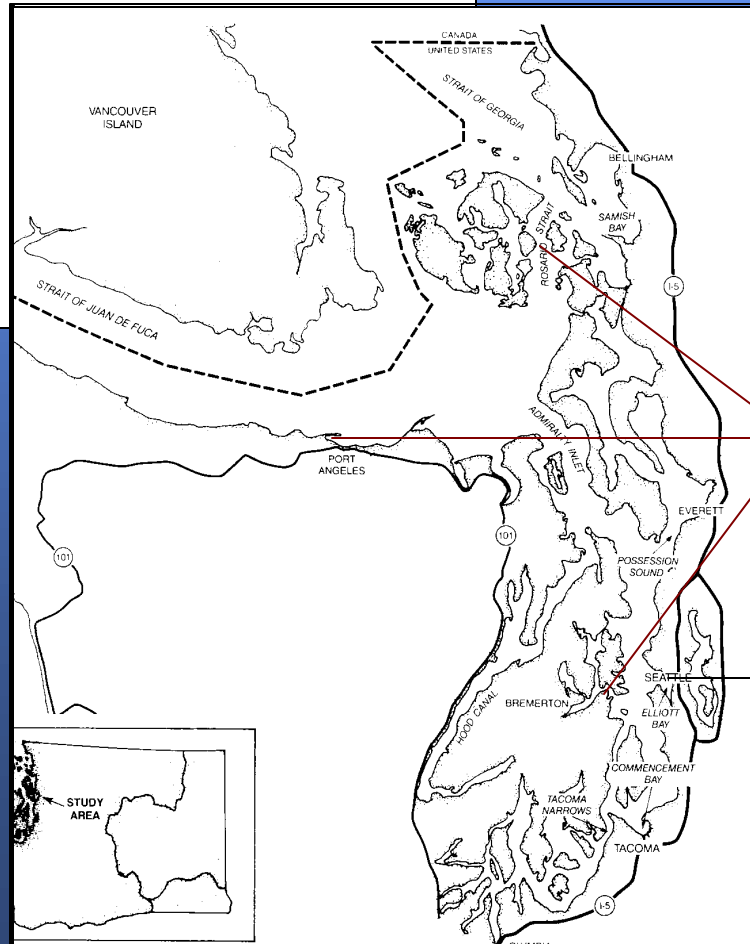 CANADA
UNITED STATES
STRAIT OF GEORGIA
VANCOUVER
ISLAND
BELLINGHAM
SAMISH
BAY
ROSARIO STRAIT
I-5
STRAIT OF JUAN DE FUCA
ADMIRALTY INLET
PORT
ANGELES
EVERETT
101
101
POSSESSION
SOUND
SEATTLE
BREMERTON
ELLIOTT
BAY
HOOD CANAL
COMMENCEMENT
BAY
STUDY
AREA
TACOMA
NARROWS
TACOMA
I-5